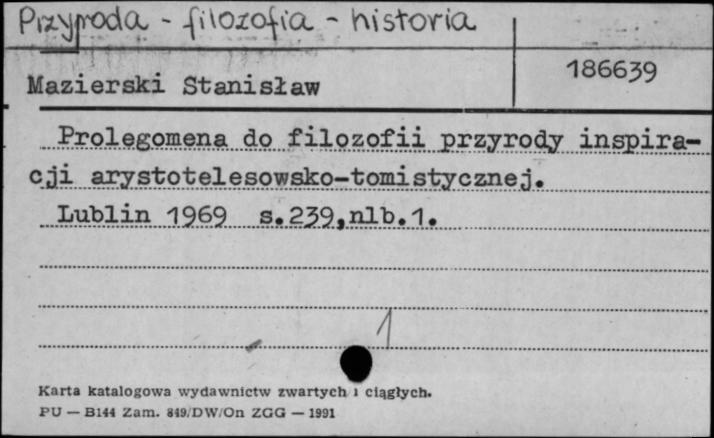 Przyroda - filozofia - historia
186639
Mazierski Stanisław
Prolegomena do filozofii przyrody inspira-
cji arystotelesowsko-tomistycznej.
Lublin 1969 s.239,nlb.1.
1
Karta katalogowa wydawnictw zwartych i ciągłych.
PU — B144 Zam. 849/DW/On ZGG — 1991